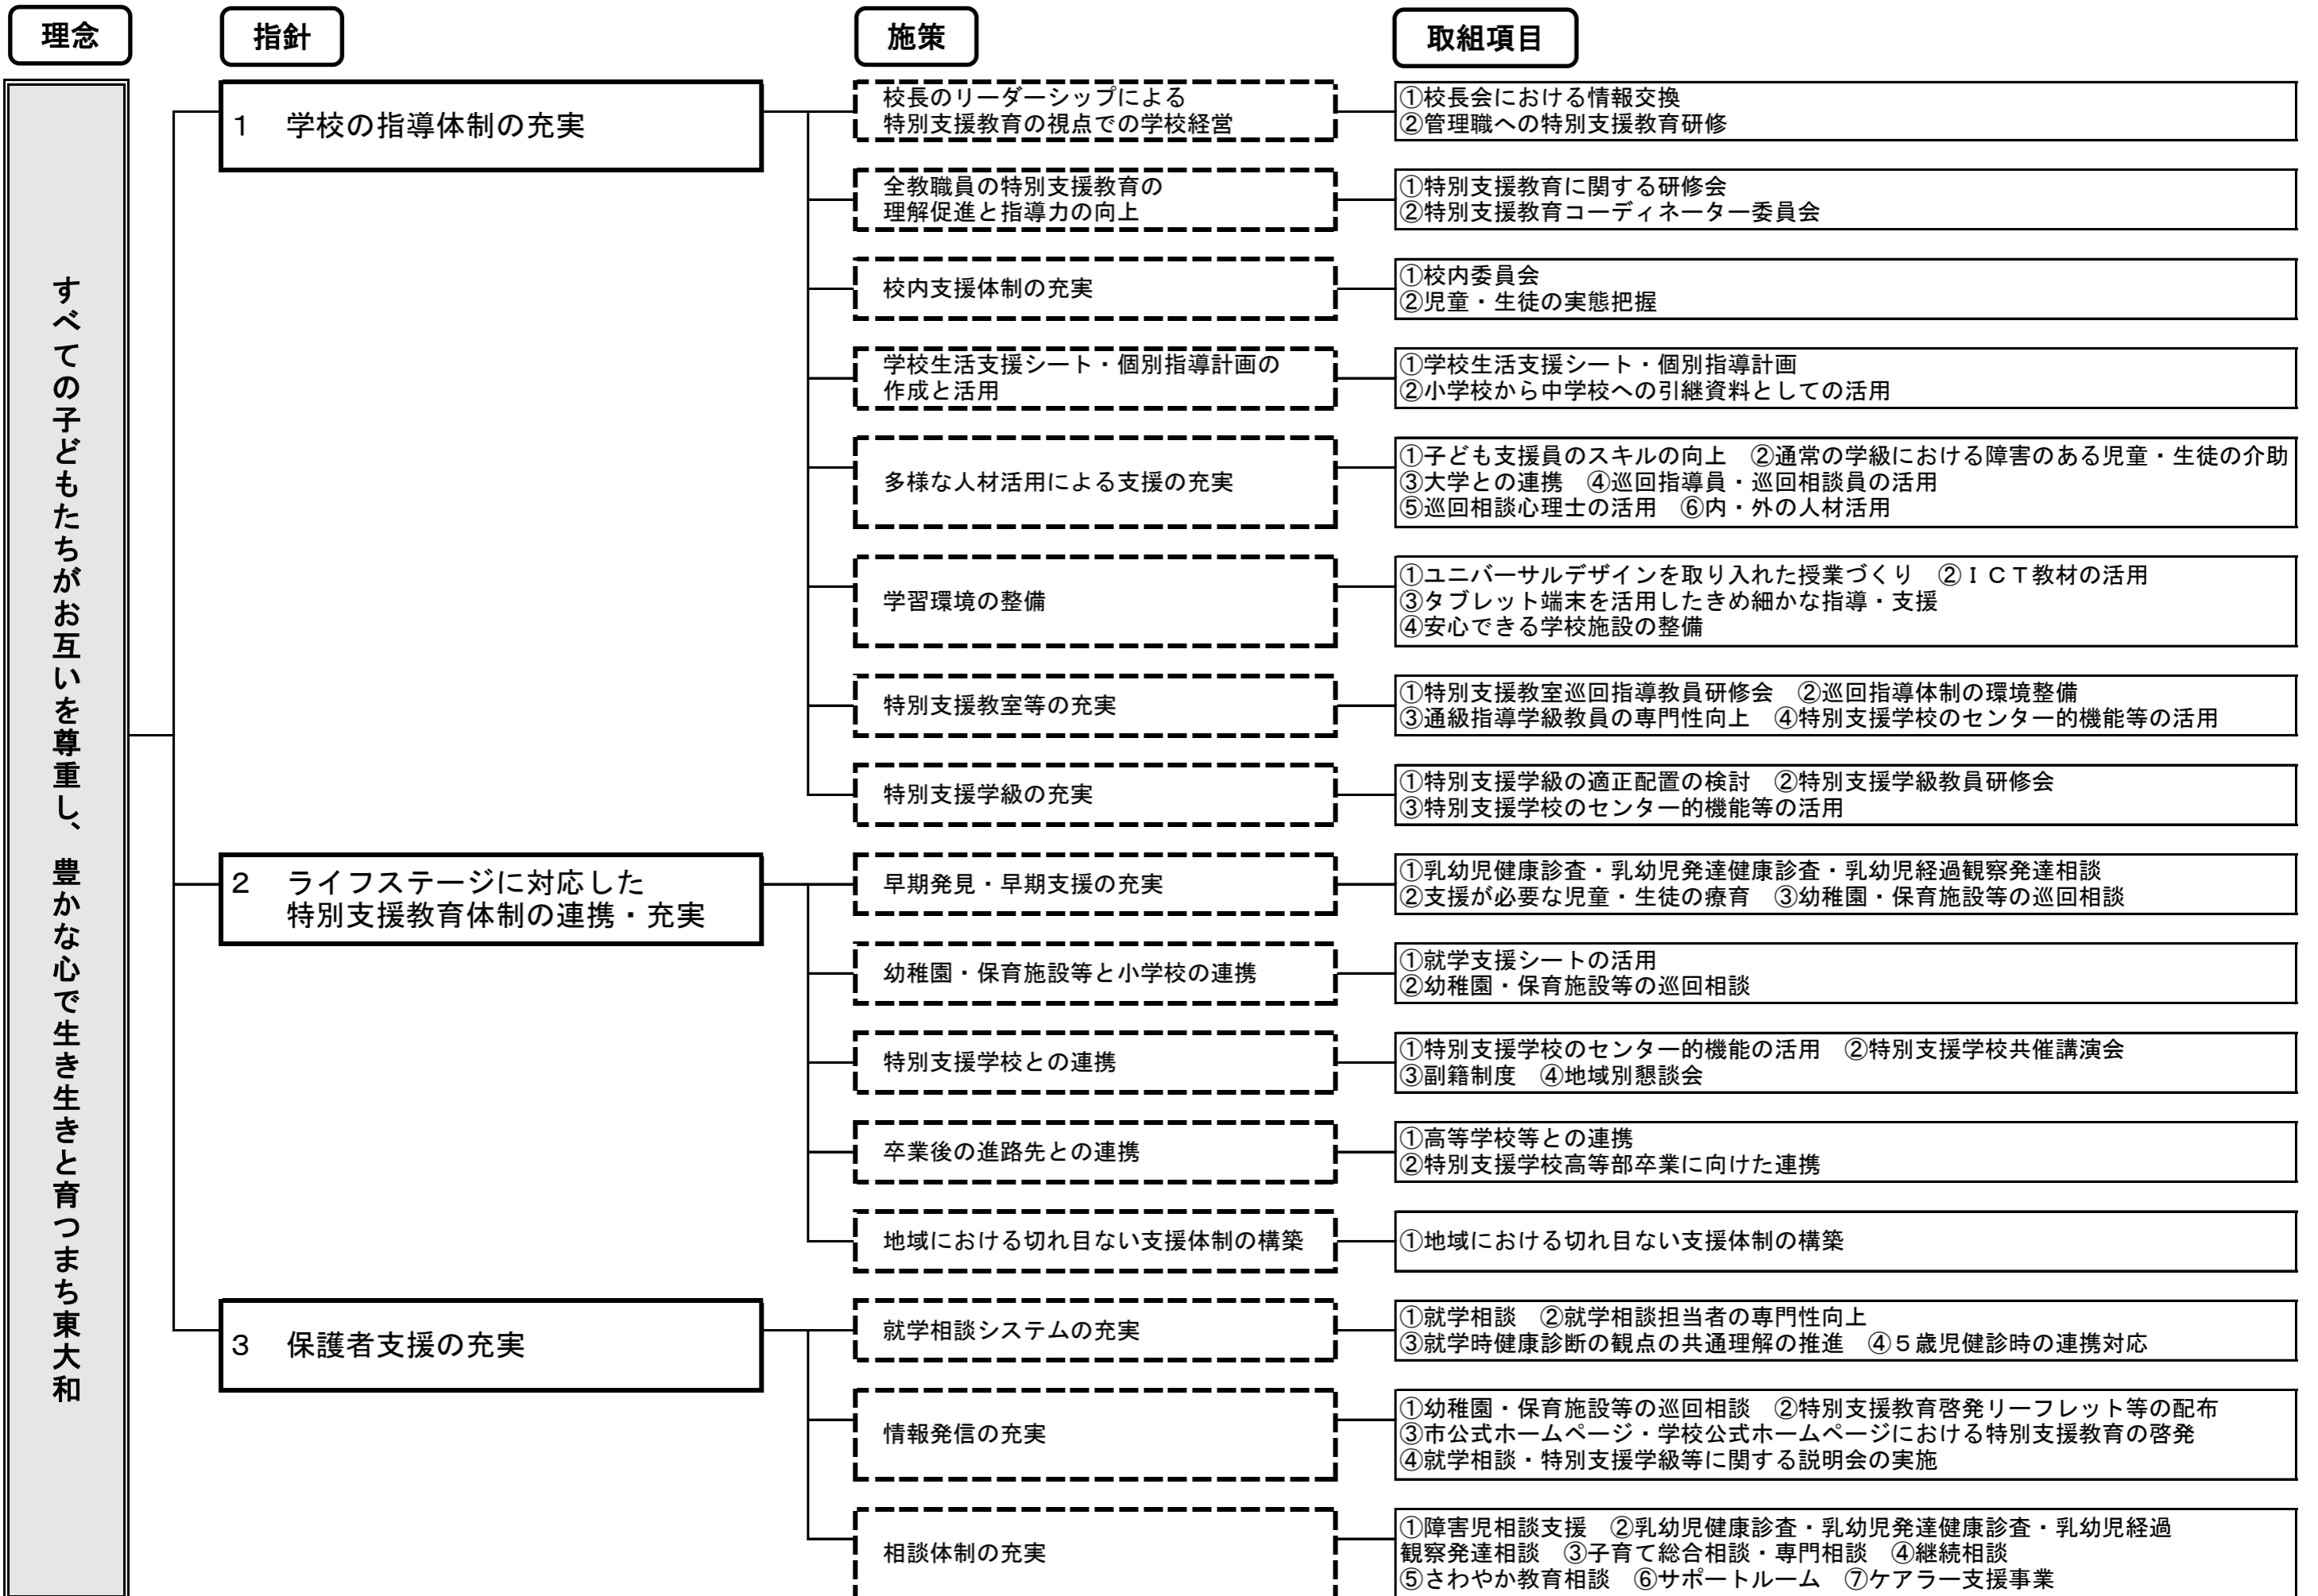 理念
指針
施策
取組項目
すべての子どもたちがお互いを尊重し、豊かな心で生き生きと育つまち東大和
1 学校の指導体制の充実
校長のリーダーシップによる
特別支援教育の視点での学校経営
①校長会における情報交換
②管理職への特別支援教育研修
全教職員の特別支援教育の
理解促進と指導力の向上
①特別支援教育に関する研修会
②特別支援教育コーディネーター委員会
校内支援体制の充実
①校内委員会
②児童・生徒の実態把握
学校生活支援シート・個別指導計画の
作成と活用
①学校生活支援シート・個別指導計画
②小学校から中学校への引継資料としての活用
多様な人材活用による支援の充実
①子ども支援員のスキルの向上 ②通常の学級における障害のある児童・生徒の介助
③大学との連携 ④巡回指導員・巡回相談員の活用
⑤巡回相談心理士の活用 ⑥内・外の人材活用
学習環境の整備
①ユニバーサルデザインを取り入れた授業づくり ②ICT教材の活用
③タブレット端末を活用したきめ細かな指導・支援
④安心できる学校施設の整備
特別支援教室等の充実
①特別支援教室巡回指導教員研修会 ②巡回指導体制の環境整備
③通級指導学級教員の専門性向上 ④特別支援学校のセンター的機能等の活用
特別支援学級の充実
①特別支援学級の適正配置の検討 ②特別支援学級教員研修会
③特別支援学校のセンター的機能等の活用
2 ライフステージに対応した
特別支援教育体制の連携・充実
早期発見・早期支援の充実
①乳幼児健康診査・乳幼児発達健康診査・乳幼児経過観察発達相談
②支援が必要な児童・生徒の療育 ③幼稚園・保育施設等の巡回相談
幼稚園・保育施設等と小学校の連携
①就学支援シートの活用
②幼稚園・保育施設等の巡回相談
特別支援学校との連携
①特別支援学校のセンター的機能の活用 ②特別支援学校共催講演会
③副籍制度 ④地域別懇談会
卒業後の進路先との連携
①高等学校等との連携
②特別支援学校高等部卒業に向けた連携
地域における切れ目ない支援体制の構築
①地域における切れ目ない支援体制の構築
3 保護者支援の充実
就学相談システムの充実
①就学相談 ②就学相談担当者の専門性向上
③就学時健康診断の観点の共通理解の推進 ④5歳児健診時の連携対応
情報発信の充実
①幼稚園・保育施設等の巡回相談 ②特別支援教育啓発リーフレット等の配布
③市公式ホームページ・学校公式ホームページにおける特別支援教育の啓発
④就学相談・特別支援学級等に関する説明会の実施
相談体制の充実
①障害児相談支援 ②乳幼児健康診査・乳幼児発達健康診査・乳幼児経過
観察発達相談 ③子育て総合相談・専門相談 ④継続相談
⑤さわやか教育相談 ⑥サポートルーム ⑦ケアラー支援事業